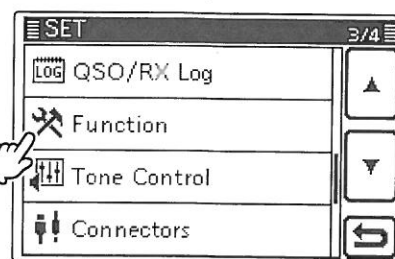 SET
3/4
LOG QSO/RX Log
Function
Tone Control
Connectors